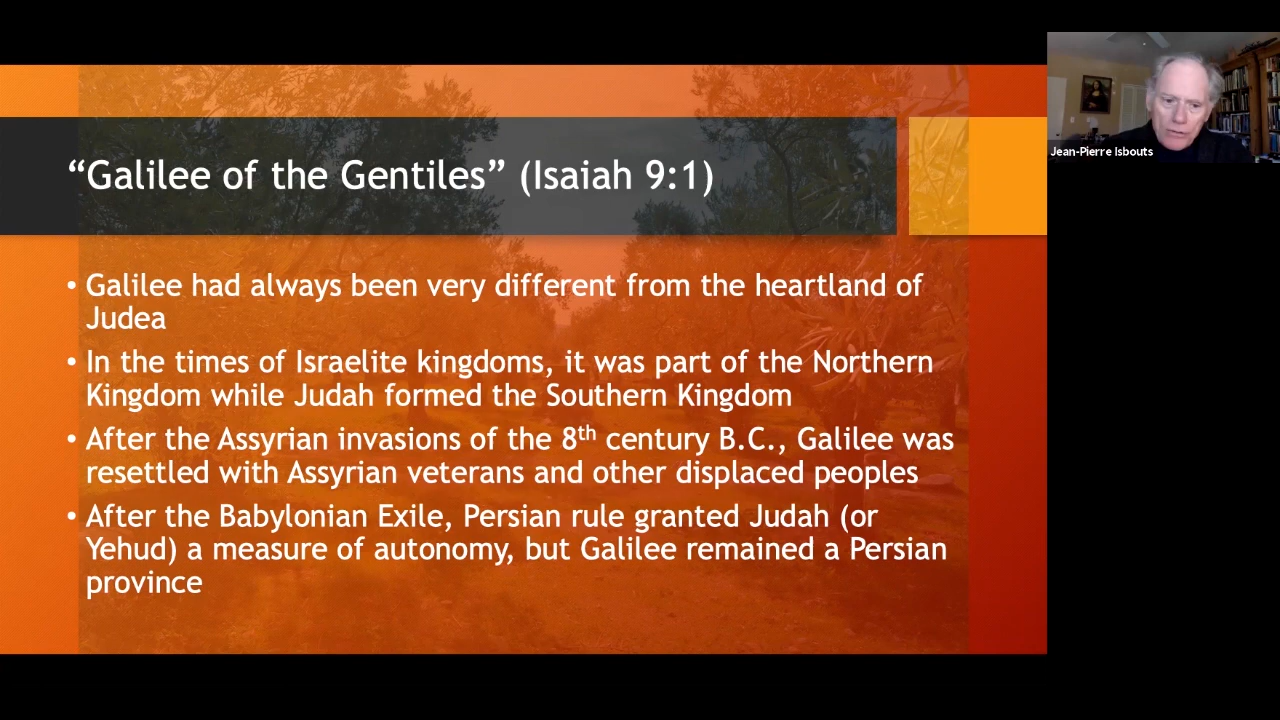 “Galilee of the Gentiles” (Isaiah 9:1)
• Galilee had always been very different from the heartland of
Judea
• In the times of Israelite kingdoms, it was part of the Northern
Kingdom while Judah formed the Southern Kingdom
• After the Assyrian invasions of the 8th century B.C., Galilee was
resettled with Assyrian veterans and other displaced peoples
• After the Babylonian Exile, Persian rule granted Judah (or
Yehud) a measure of autonomy, but Galilee remained a Persian
province
Jean-Pierre Isbouts